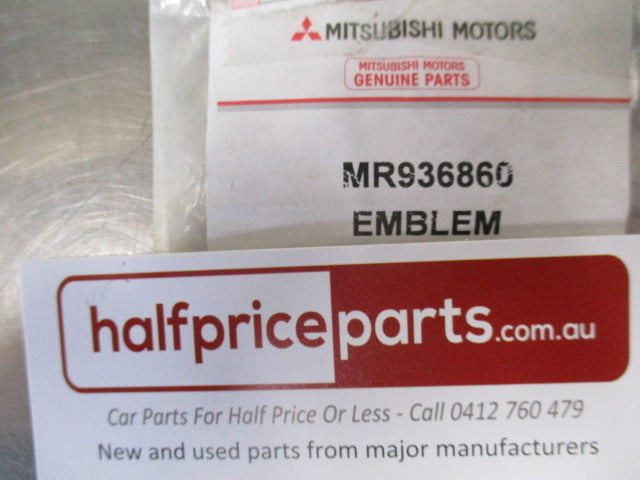 MITSUBISHI MOTORS
MITSUBISHI MOTORS
GENUINE PARTS
MR936860
EMBLEM
halfpriceparts.com.au
Car Parts For Half Price Or Less - Call 0412 760 479
New and used parts from major manufacturers